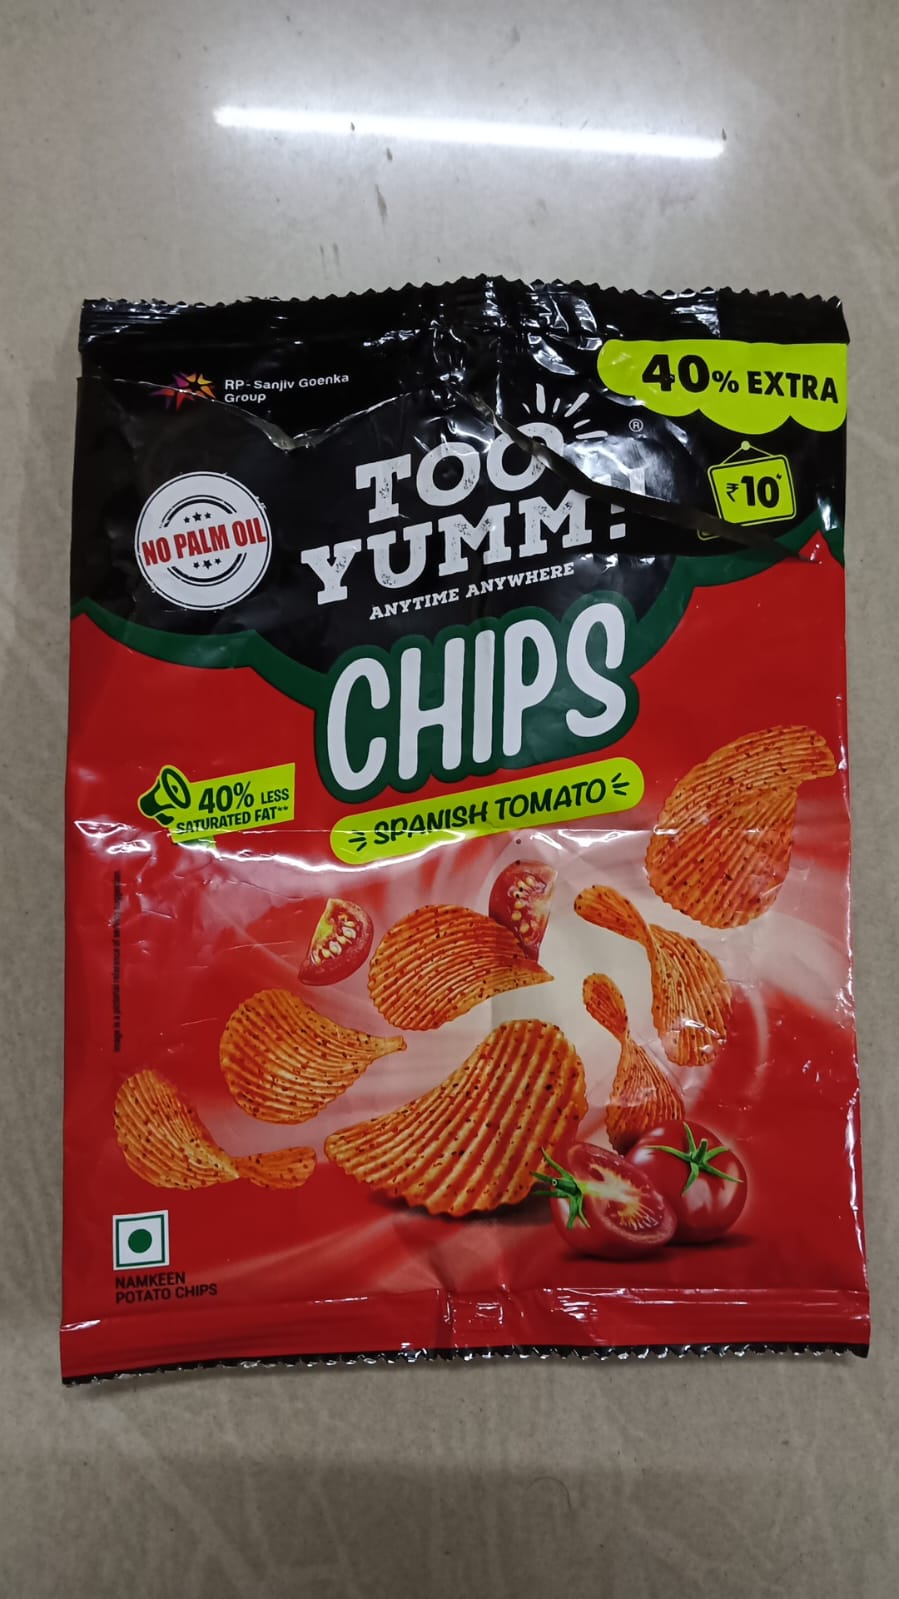 RP-Sanjiv Goenka
Group
40% EXTRA
₹10*
NO PALM OIL
TOO
YUMM!
®
ANYTIME ANYWHERE
CHIPS
40% LESS
SATURATED FAT**
SPANISH TOMATO
NAMKEEN
POTATO CHIPS